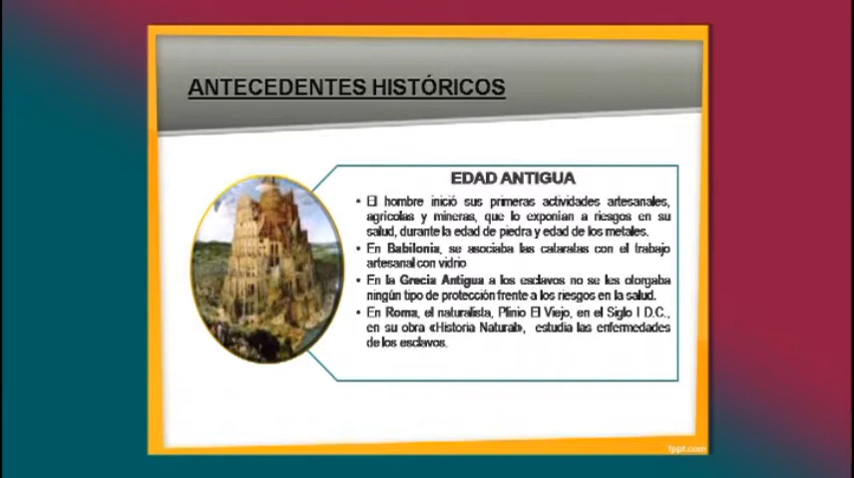 ANTECEDENTES HISTÓRICOS
EDAD ANTIGUA
• El hombre inició sus primeras actividades artesanales,
agrícolas y mineras, que lo exponían a riesgos en su
salud, durante la edad de piedra y edad de los metales.
• En Babilonia, se asociaba las cataratas con el trabajo
artesanal con vidrio
• En la Grecia Antigua a los esclavos no se les otorgaba
ningún tipo de protección frente a los riesgos en la salud.
• En Roma, el naturalista, Plinio El Viejo, en el Siglo I D.C.,
en su obra «Historia Natural», estudia las enfermedades
de los esclavos.
fppt.com